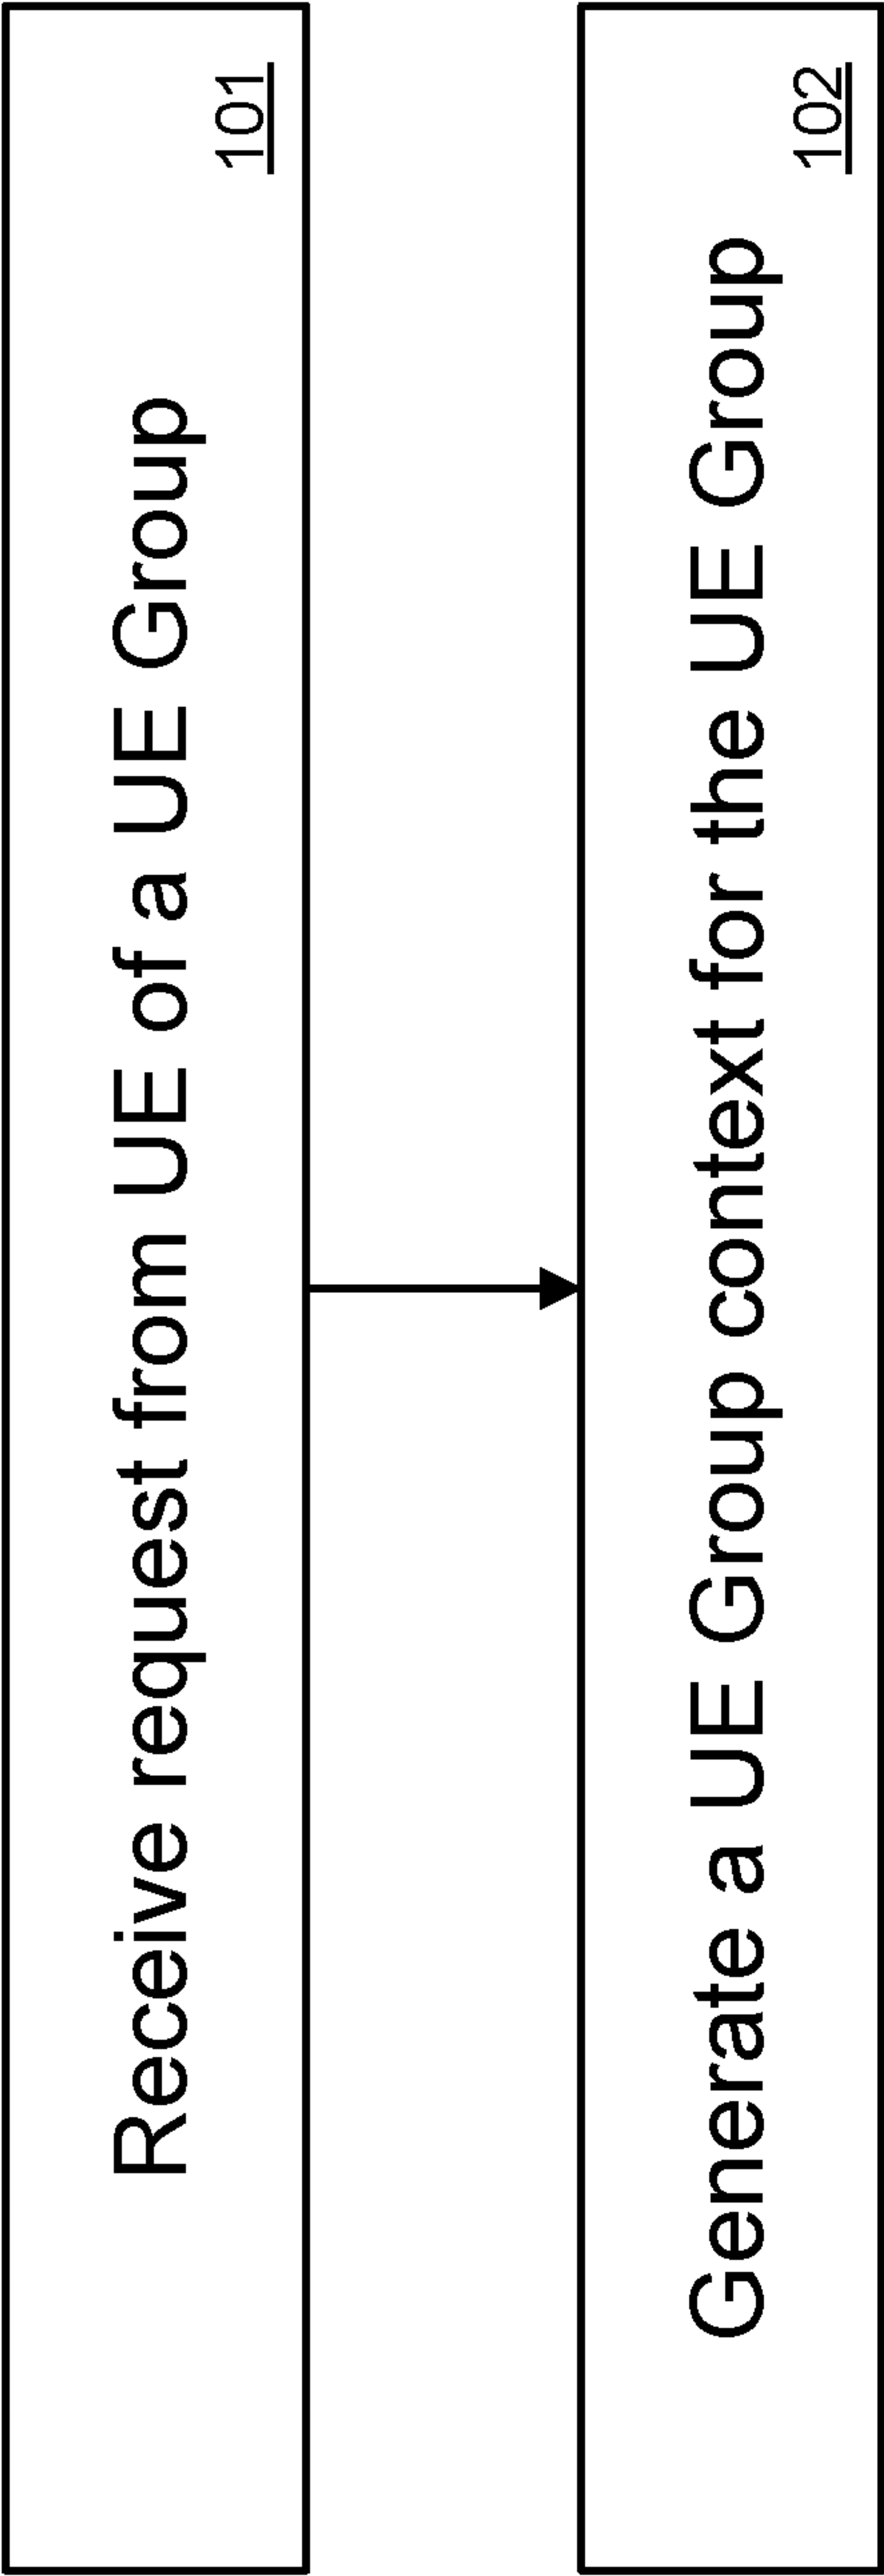 Receive request from UE of a UE Group
101
Generate a UE Group context for the UE Group
102